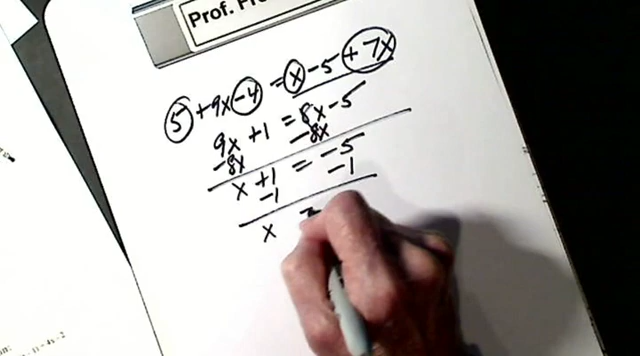 Prof.
5 + 9x - 4 = x - 5 + 7x
9x + 1 = 8x - 5
-8x -8x
x + 1 = -5
-1 -1
x =